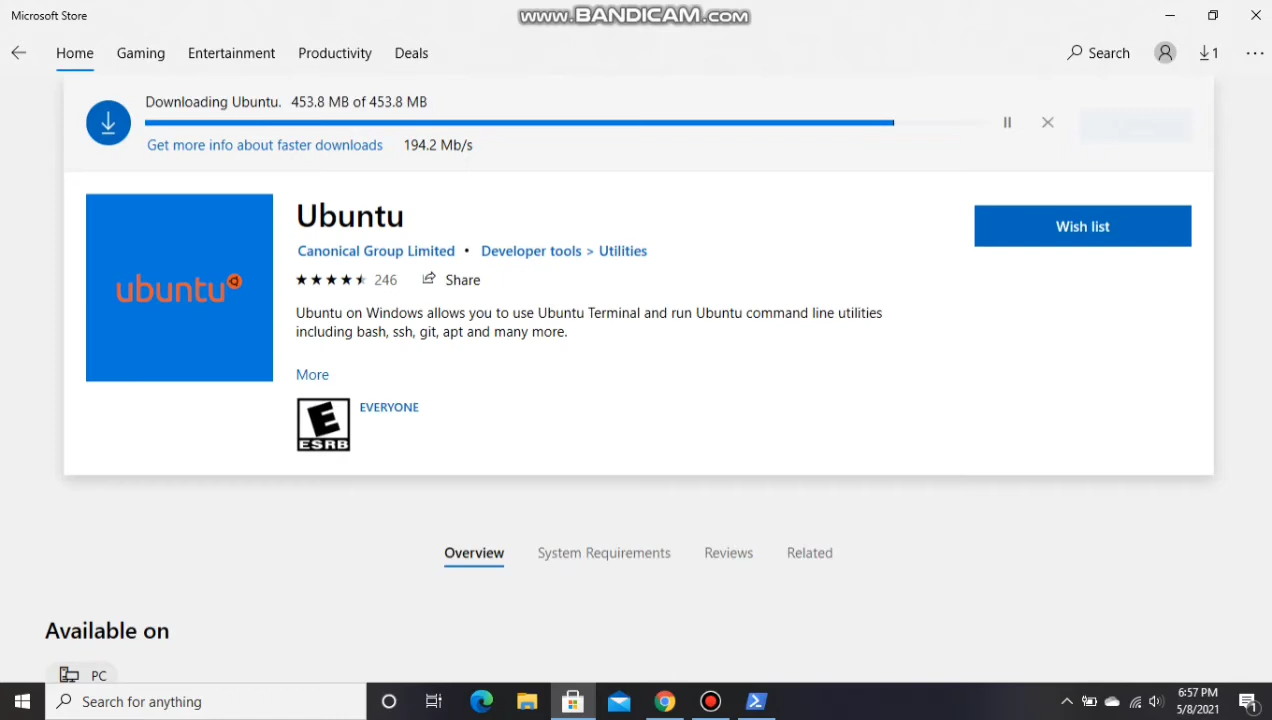 Microsoft Store
www.BANDICAM.com
Home Gaming Entertainment Productivity Deals Search 1
Downloading Ubuntu. 453.8 MB of 453.8 MB
Get more info about faster downloads 194.2 Mb/s
ubuntu
Ubuntu
Wish list
Canonical Group Limited • Developer tools > Utilities
246 Share
Ubuntu on Windows allows you to use Ubuntu Terminal and run Ubuntu command line utilities
including bash, ssh, git, apt and many more.
More
E
ESRB
EVERYONE
Overview System Requirements Reviews Related
Available on
PC
Search for anything
6:57 PM
5/8/2021
1